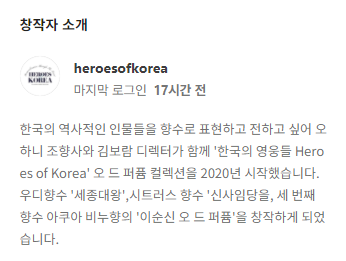 창작자 소개
HEROES
KOREA
heroesofkorea
마지막 로그인 17시간 전
한국의 역사적인 인물들을 향수로 표현하고 전하고 싶어 오
하니 조향사와 김보람 디렉터가 함께 '한국의 영웅들 Hero
es of Korea' 오 드 퍼퓸 컬렉션을 2020년 시작했습니다.
우디향수 '세종대왕',시트러스 향수 '신사임당을, 세 번째
향수 아쿠아 비누향의 '이순신 오 드 퍼퓸'을 창작하게 되었
습니다.